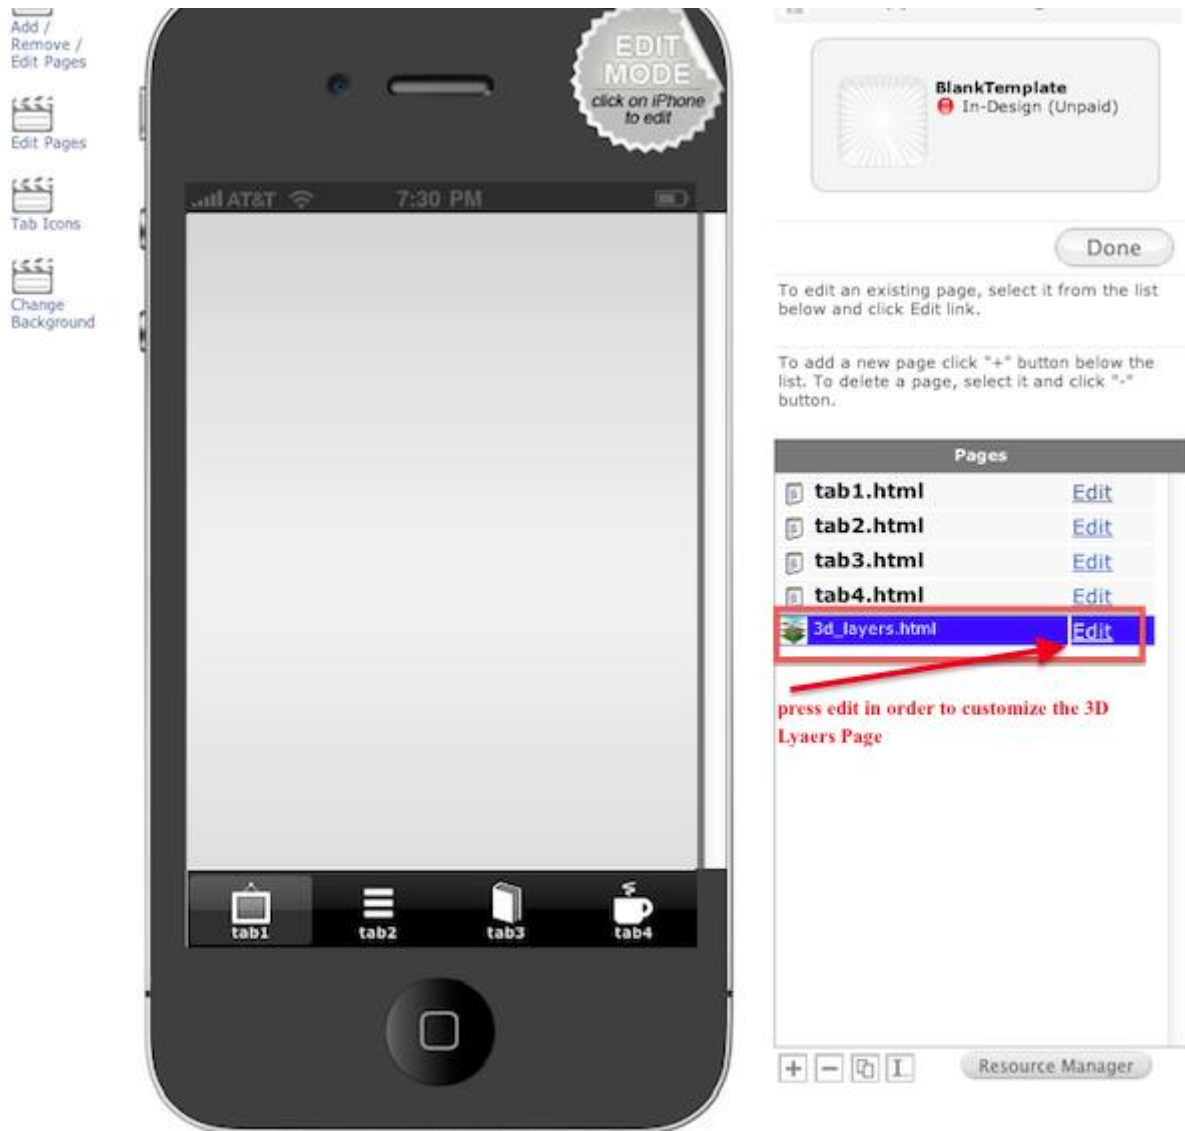 Add /
Remove /
Edit Pages
Edit Pages
Tab Icons
Change
Background
EDIT
MODE
click on iPhone
to edit
AT&T
7:30 PM
tab1
tab2
tab3
tab4
BlankTemplate
In-Design (Unpaid)
Done
To edit an existing page, select it from the list
below and click Edit link.
To add a new page click "+" button below the
list. To delete a page, select it and click "-"
button.
Pages
tab1.html Edit
tab2.html Edit
tab3.html Edit
tab4.html Edit
3d_layers.html Edit
press edit in order to customize the 3D
Lyaers Page
Resource Manager